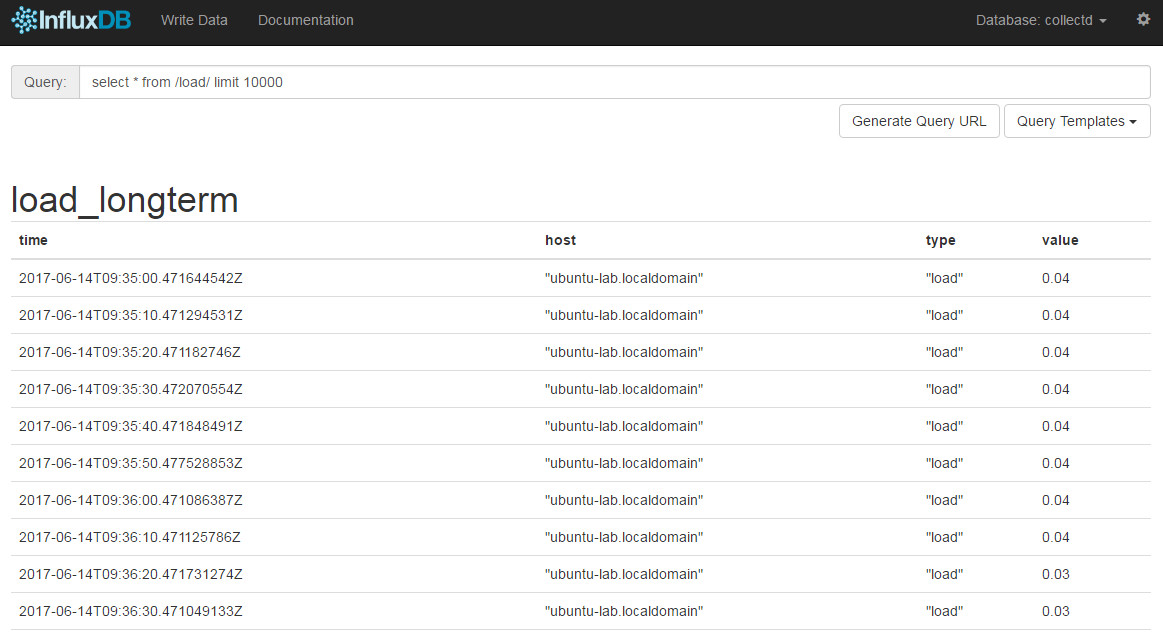 InfluxDB Write Data Documentation Database: collectd
Query: select * from /load/ limit 10000
Generate Query URL Query Templates
load_longterm
time host type value
2017-06-14T09:35:00.471644542Z "ubuntu-lab.localdomain" "load" 0.04
2017-06-14T09:35:10.471294531Z "ubuntu-lab.localdomain" "load" 0.04
2017-06-14T09:35:20.471182746Z "ubuntu-lab.localdomain" "load" 0.04
2017-06-14T09:35:30.472070554Z "ubuntu-lab.localdomain" "load" 0.04
2017-06-14T09:35:40.471848491Z "ubuntu-lab.localdomain" "load" 0.04
2017-06-14T09:35:50.477528853Z "ubuntu-lab.localdomain" "load" 0.04
2017-06-14T09:36:00.471086387Z "ubuntu-lab.localdomain" "load" 0.04
2017-06-14T09:36:10.471125786Z "ubuntu-lab.localdomain" "load" 0.04
2017-06-14T09:36:20.471731274Z "ubuntu-lab.localdomain" "load" 0.03
2017-06-14T09:36:30.471049133Z "ubuntu-lab.localdomain" "load" 0.03